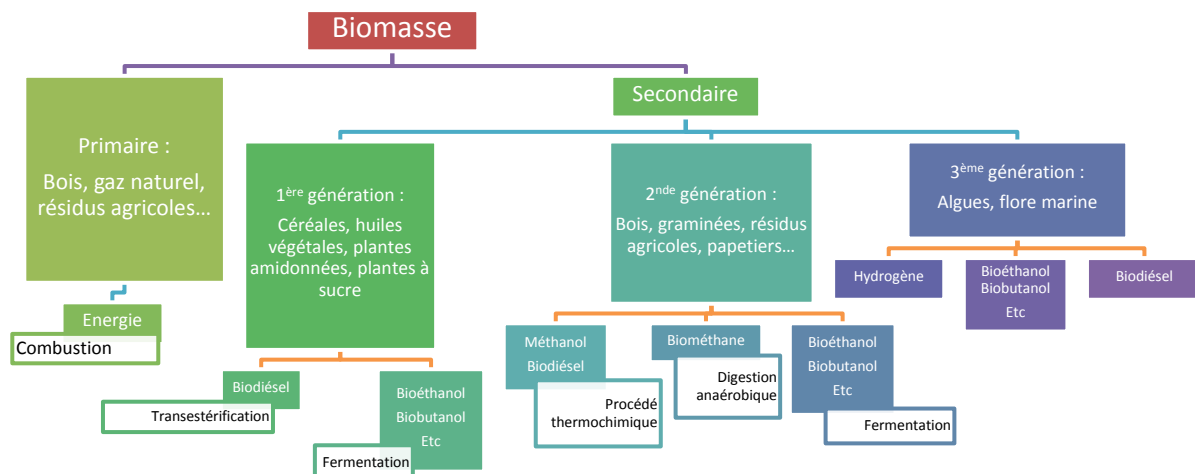 Biomasse
Primaire :
Bois, gaz naturel,
résidus agricoles…
Energie
Combustion
Secondaire
1ère génération :
Céréales, huiles
végétales, plantes
amidonnées, plantes à
sucre
Biodiésel
Transestérification
Bioéthanol
Biobutanol
Etc
Fermentation
2nde génération :
Bois, graminées, résidus
agricoles, papetiers…
Méthanol
Biodiésel
Procédé
thermochimique
Biométhane
Digestion
anaérobique
Bioéthanol
Biobutanol
Etc
Fermentation
3ème génération :
Algues, flore marine
Hydrogène
Bioéthanol
Biobutanol
Etc
Biodiésel